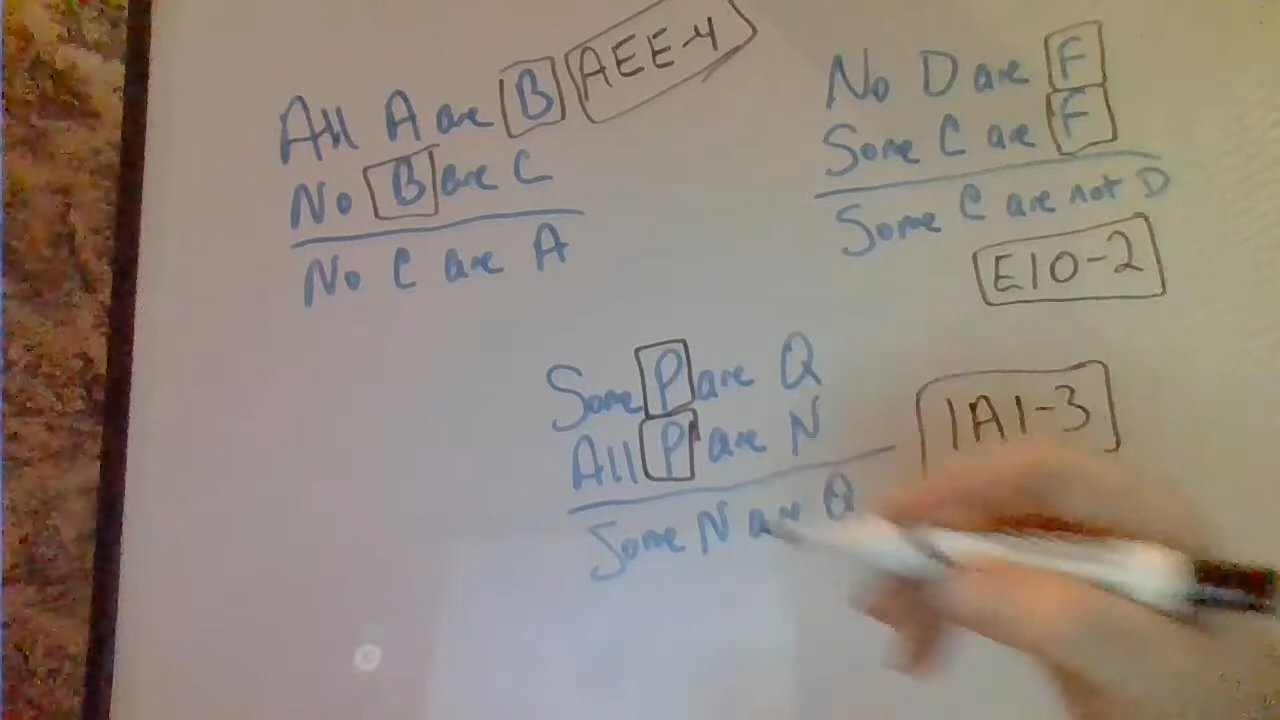 All A are B AEE-4
No B are C
No C are A
No D are F
Some C are F
Some C are not D
EIO-2
Some P are Q
All P are N
Some N are Q
IAI-3